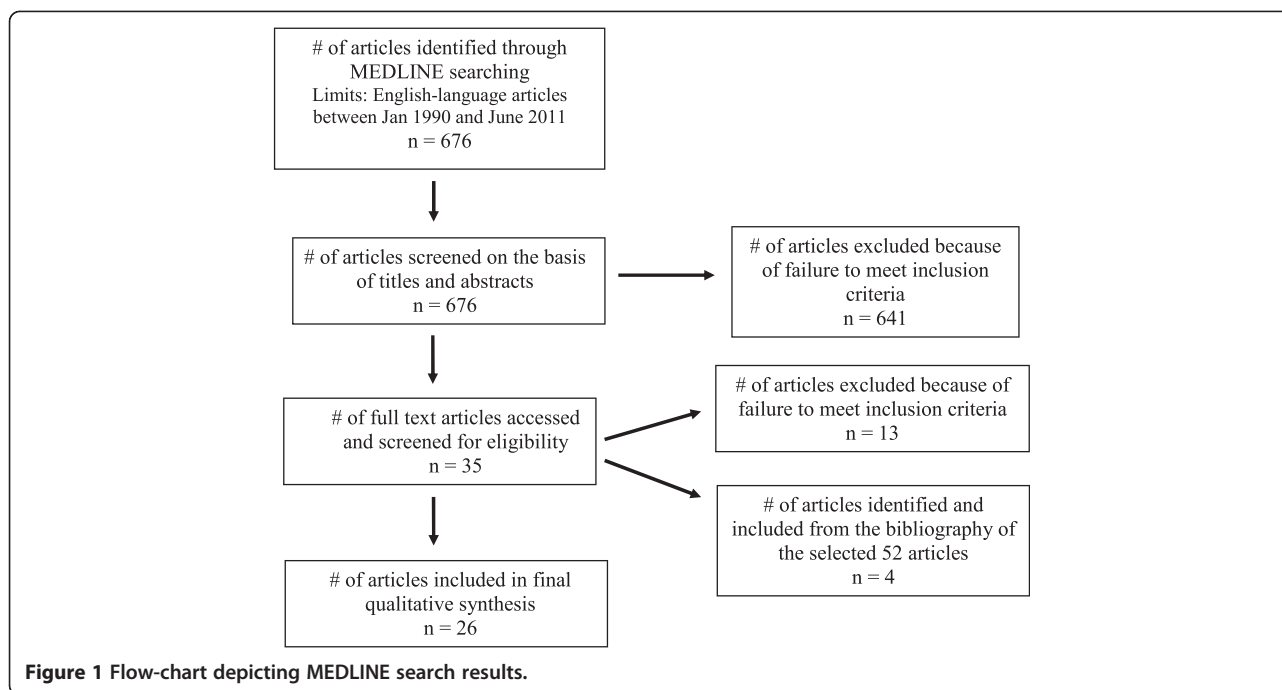 # of articles identified through
MEDLINE searching
Limits: English-language articles
between Jan 1990 and June 2011
n = 676
# of articles screened on the basis
of titles and abstracts
n = 676
# of articles excluded because
of failure to meet inclusion
criteria
n = 641
# of full text articles accessed
and screened for eligibility
n = 35
# of articles excluded because of
failure to meet inclusion criteria
n = 13
# of articles identified and
included from the bibliography of
the selected 52 articles
n = 4
# of articles included in final
qualitative synthesis
n = 26
Figure 1 Flow-chart depicting MEDLINE search results.